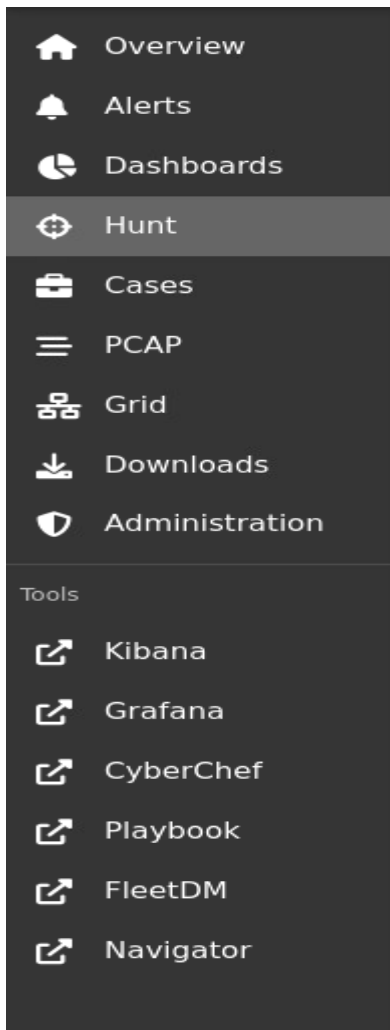 Overview
Alerts
Dashboards
Hunt
Cases
PCAP
Grid
Downloads
Administration
Tools
Kibana
Grafana
CyberChef
Playbook
FleetDM
Navigator